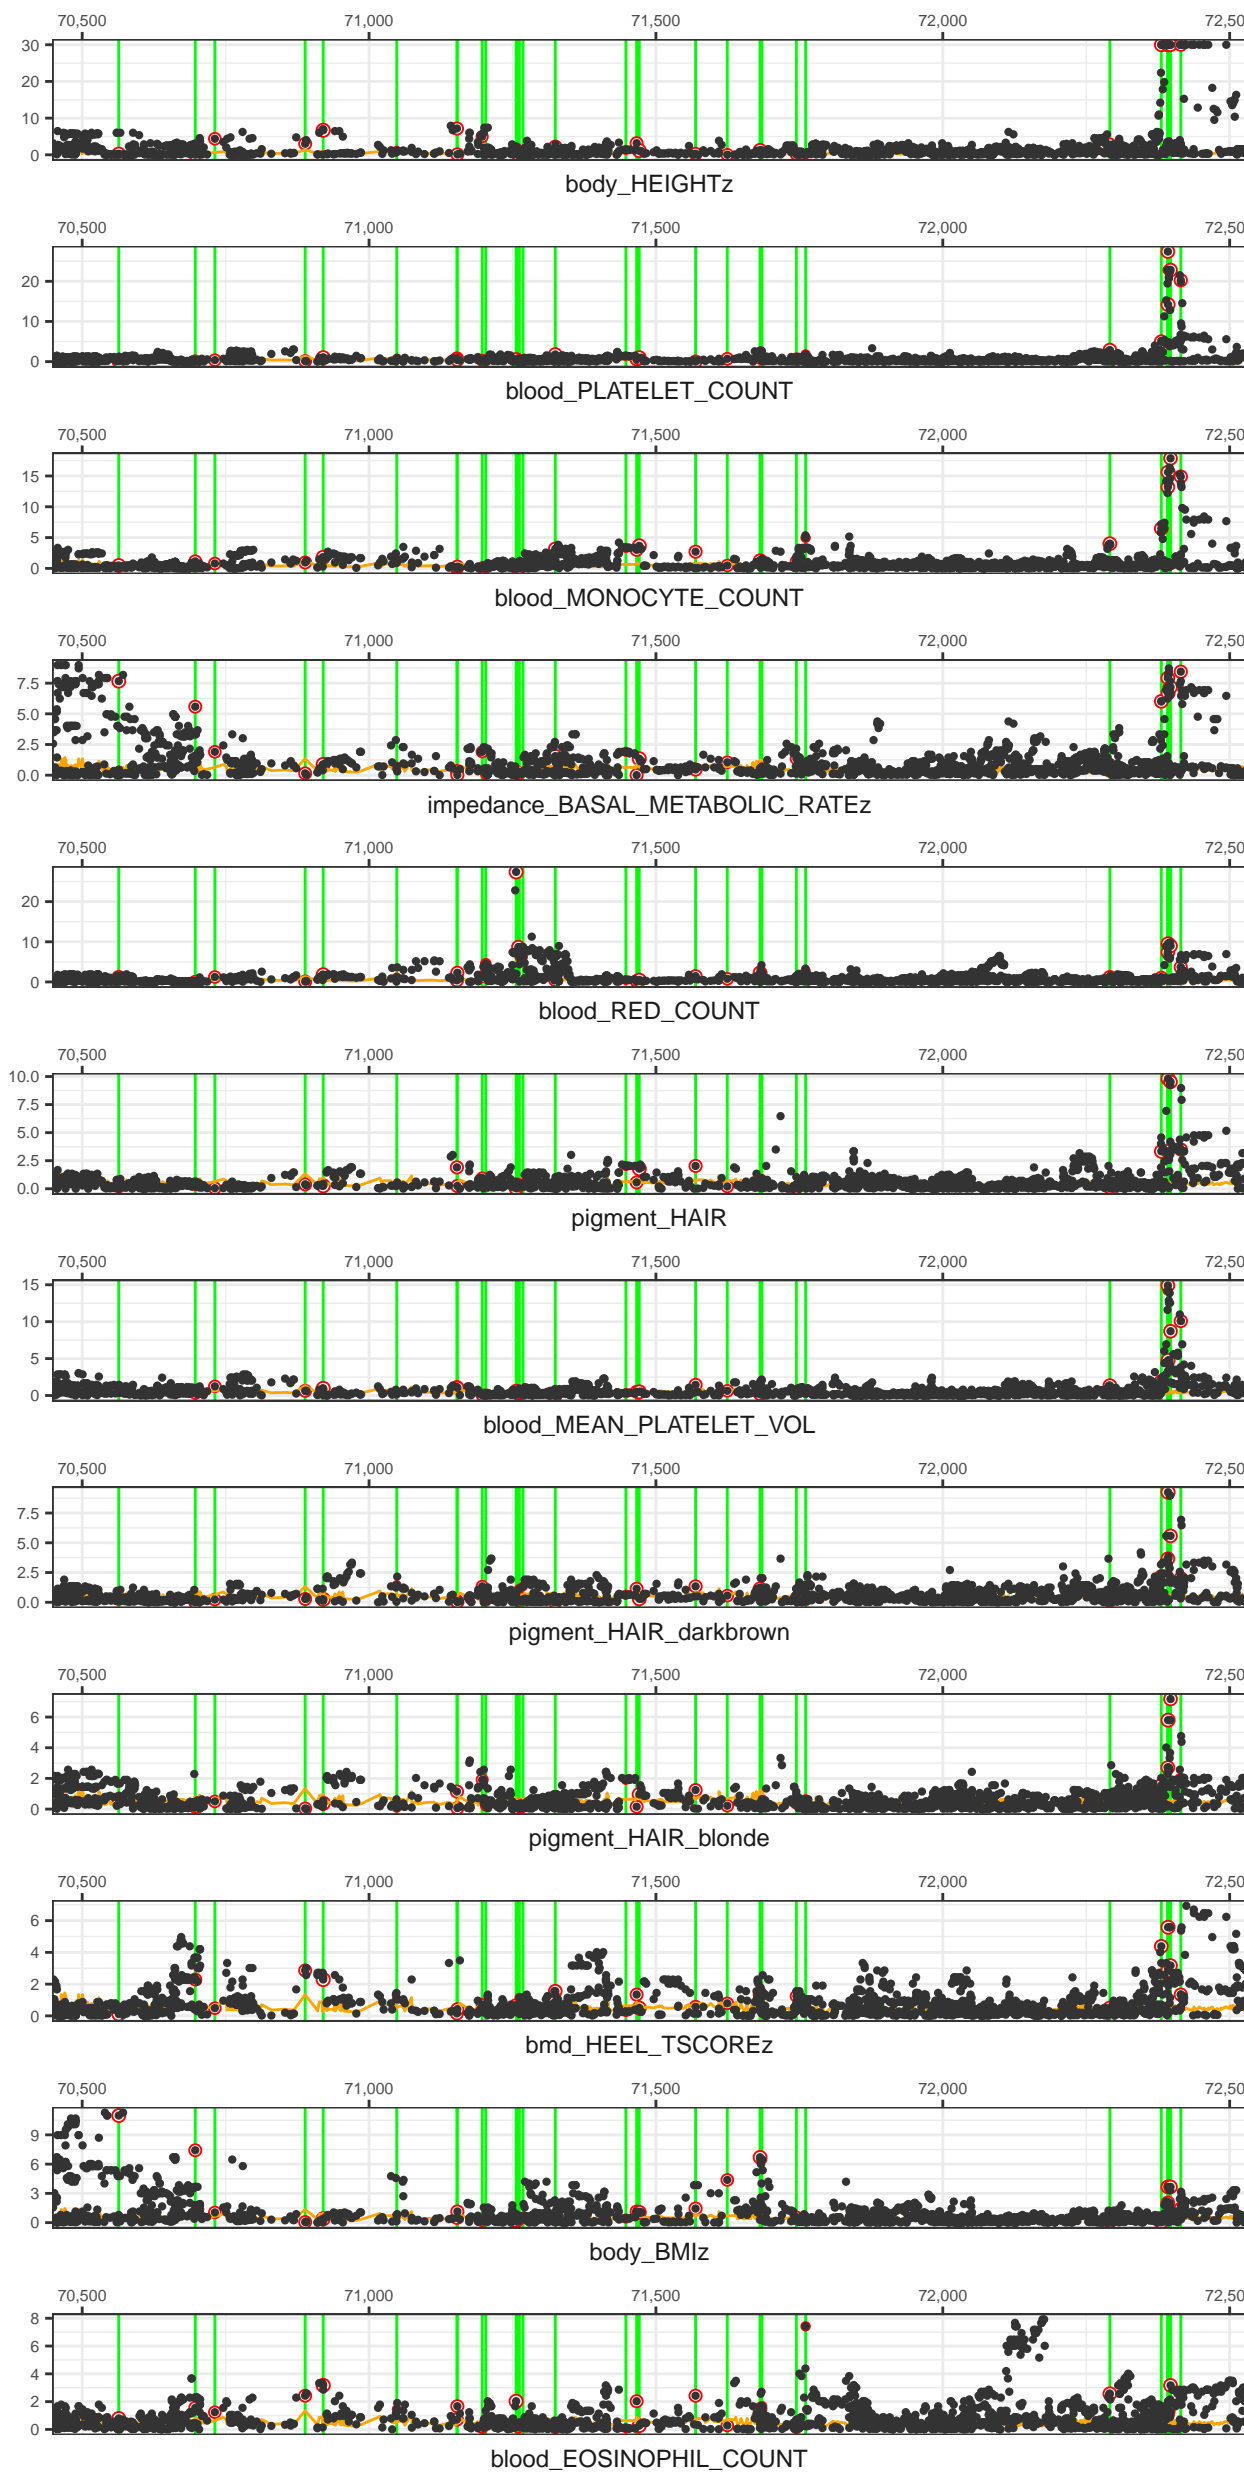 70,500 71,000 71,500 72,000 72,50
30
20
10
0
body_HEIGHTz
70,500 71,000 71,500 72,000 72,50
20
10
0
blood_PLATELET_COUNT
70,500 71,000 71,500 72,000 72,50
15
10
5
0
blood_MONOCYTE_COUNT
70,500 71,000 71,500 72,000 72,50
7.5
5.0
2.5
0.0
impedance_BASAL_METABOLIC_RATEz
70,500 71,000 71,500 72,000 72,50
20
10
0
blood_RED_COUNT
70,500 71,000 71,500 72,000 72,50
10.0
7.5
5.0
2.5
0.0
pigment_HAIR
70,500 71,000 71,500 72,000 72,50
15
10
5
0
blood_MEAN_PLATELET_VOL
70,500 71,000 71,500 72,000 72,50
7.5
5.0
2.5
0.0
pigment_HAIR_darkbrown
70,500 71,000 71,500 72,000 72,50
6
4
2
0
pigment_HAIR_blonde
70,500 71,000 71,500 72,000 72,50
6
4
2
0
bmd_HEEL_TSCOREz
70,500 71,000 71,500 72,000 72,50
9
6
3
0
body_BMIz
70,500 71,000 71,500 72,000 72,50
8
6
4
2
0
blood_EOSINOPHIL_COUNT